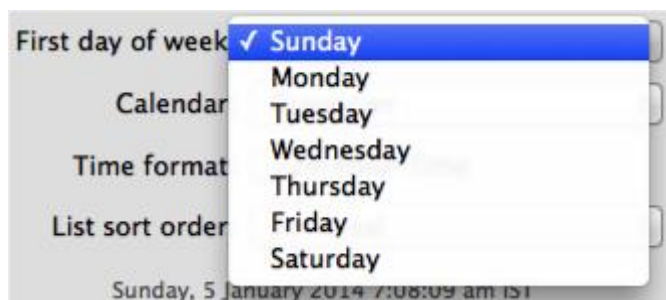 First day of week ✓ Sunday
Monday
Calendar
Tuesday
Wednesday
Time format
Thursday
List sort order
Friday
Saturday
Sunday, 5 January 2014 7:08:09 am IST